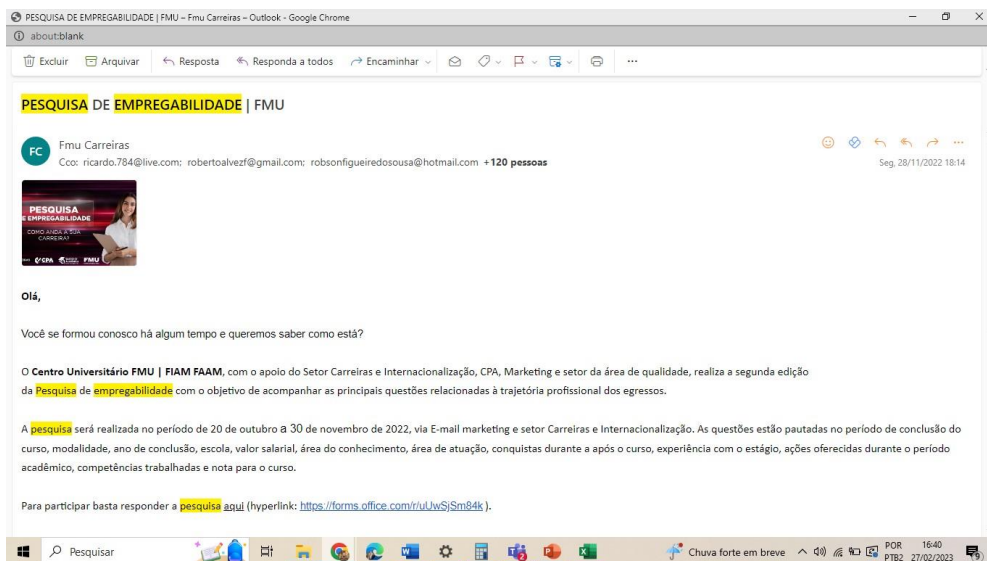 PESQUISA DE EMPREGABILIDADE | FMU – Fmu Carreiras – Outlook - Google Chrome
about:blank
Excluir Arquivar Resposta Responda a todos Encaminhar
PESQUISA DE EMPREGABILIDADE | FMU
FC
Fmu Carreiras
Cco: ricardo.784@live.com; robertoalvezf@gmail.com; robsonfigueiredosousa@hotmail.com +120 pessoas
Seg, 28/11/2022 18:14
PESQUISA
EMPREGABILIDADE
COMO ANDA A SUA
CARREIRA?
CPA FMU
Olá,
Você se formou conosco há algum tempo e queremos saber como está?
O Centro Universitário FMU | FIAM FAAM, com o apoio do Setor Carreiras e Internacionalização, CPA, Marketing e setor da área de qualidade, realiza a segunda edição
da Pesquisa de empregabilidade com o objetivo de acompanhar as principais questões relacionadas à trajetória profissional dos egressos.
A pesquisa será realizada no período de 20 de outubro a 30 de novembro de 2022, via E-mail marketing e setor Carreiras e Internacionalização. As questões estão pautadas no período de conclusão do
curso, modalidade, ano de conclusão, escola, valor salarial, área do conhecimento, área de atuação, conquistas durante a após o curso, experiência com o estágio, ações oferecidas durante o período
acadêmico, competências trabalhadas e nota para o curso.
Para participar basta responder a pesquisa aqui (hyperlink: https://forms.office.com/r/uUwSjSm84k ).
Pesquisar
Chuva forte em breve
POR
PTB2
16:40
27/02/2023